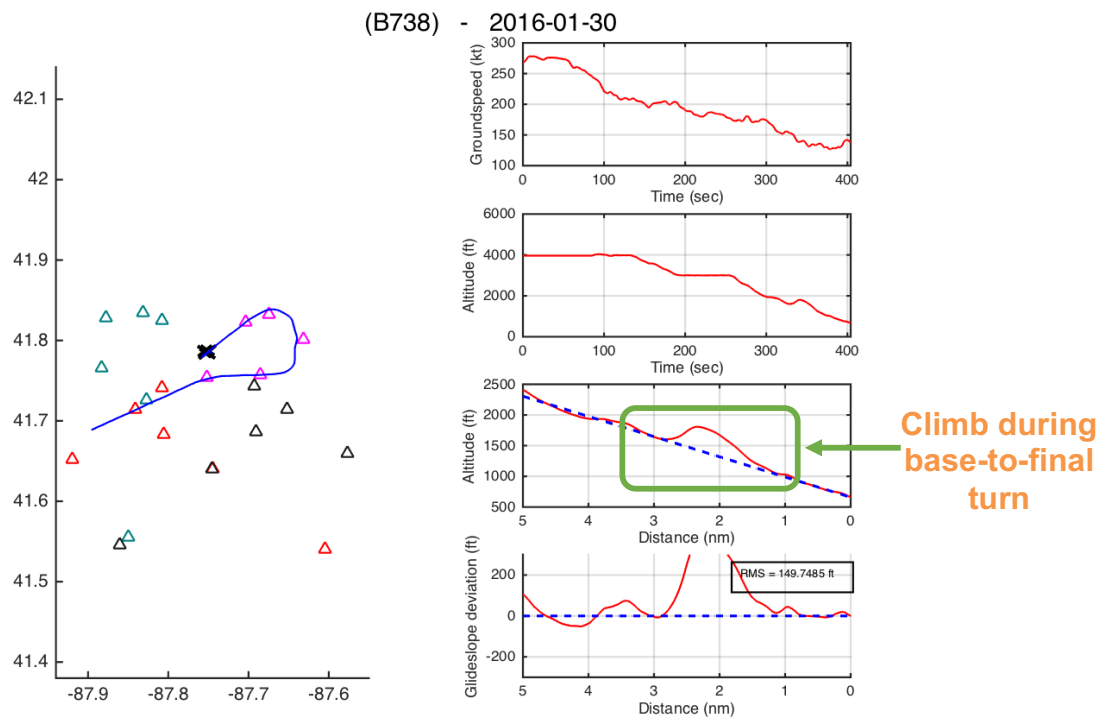 (B738) - 2016-01-30
42.1
42
41.9
41.8
41.7
41.6
41.5
41.4
-87.9 -87.8 -87.7 -87.6
Groundspeed (kt)
300
250
200
150
100
0 100 200 300 400
Time (sec)
Altitude (ft)
6000
4000
2000
0
0 100 200 300 400
Time (sec)
Altitude (ft)
2500
2000
1500
1000
500
5 4 3 2 1 0
Distance (nm)
Climb during
base-to-final
turn
Glideslope deviation (ft)
200
0
-200
RMS = 149.7485 ft
5 4 3 2 1 0
Distance (nm)